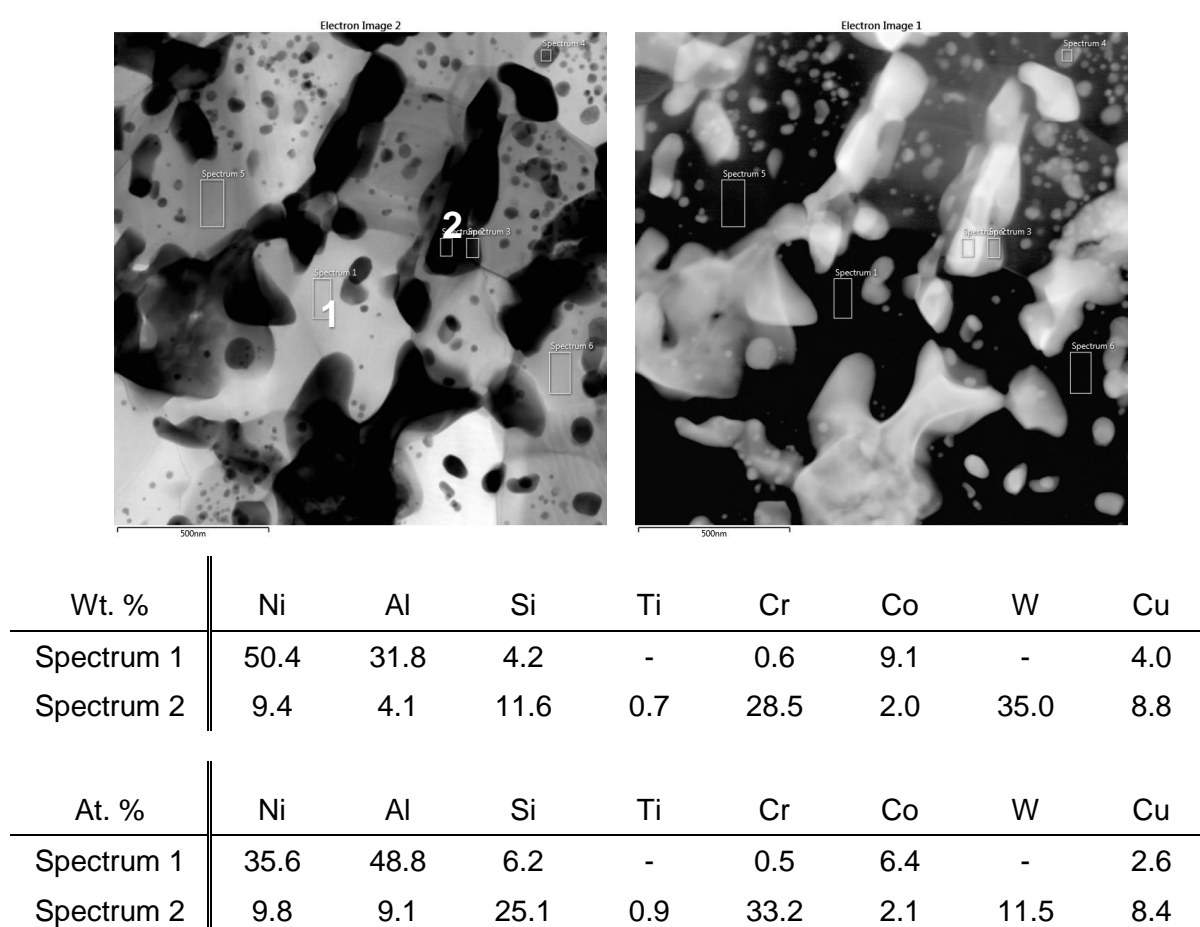 Electron Image 2
Electron Image 1
Spectrum 4
Spectrum 4
Spectrum 5
Spectrum 5
2
Spectrum 3
Spectrum 3
Spectrum 1
Spectrum 1
1
Spectrum 6
Spectrum 6
500nm
500nm
Wt. % Ni Al Si Ti Cr Co W Cu
Spectrum 1 50.4 31.8 4.2 - 0.6 9.1 - 4.0
Spectrum 2 9.4 4.1 11.6 0.7 28.5 2.0 35.0 8.8
At. % Ni Al Si Ti Cr Co W Cu
Spectrum 1 35.6 48.8 6.2 - 0.5 6.4 - 2.6
Spectrum 2 9.8 9.1 25.1 0.9 33.2 2.1 11.5 8.4